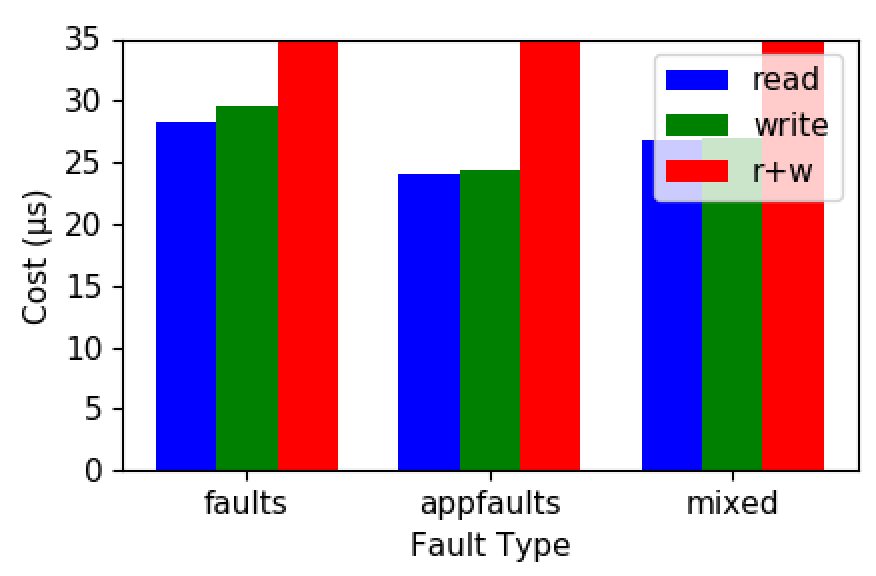 35
30
25
20
15
10
5
0
Cost (µs)
read
write
r+w
faults
appfaults
mixed
Fault Type